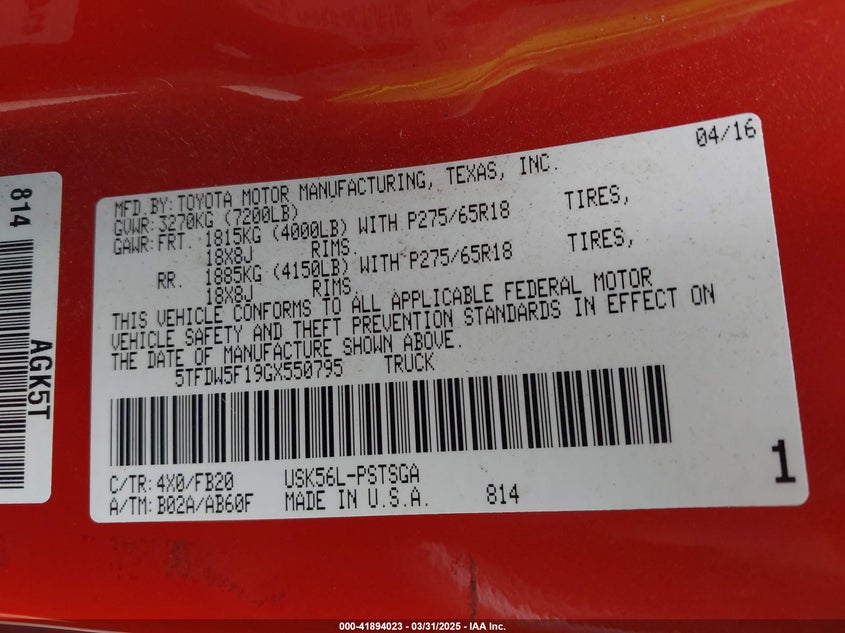 04/16
MFD.BY: TOYOTA MOTOR MANUFACTURING, TEXAS, INC.
GVWR: 3270KG (7200LB)
GAWR: FRT. 1815KG (4000LB) WITH P275/65R18 TIRES,
18X8J RIMS
RR. 1885KG (4150LB) WITH P275/65R18 TIRES,
18X8J RIMS.
THIS VEHICLE CONFORMS TO ALL APPLICABLE FEDERAL MOTOR
VEHICLE SAFETY AND THEFT PREVENTION STANDARDS IN EFFECT ON
THE DATE OF MANUFACTURE SHOWN ABOVE.
5TFDW5F19GX550795 TRUCK
C/TR: 4X0/FB20 USK56L-PSTSGA
A/TM: B02A/AB60F MADE IN U.S.A. 814
1
814
AGK5T
000-41894023 - 03/31/2025 - IAA Inc.